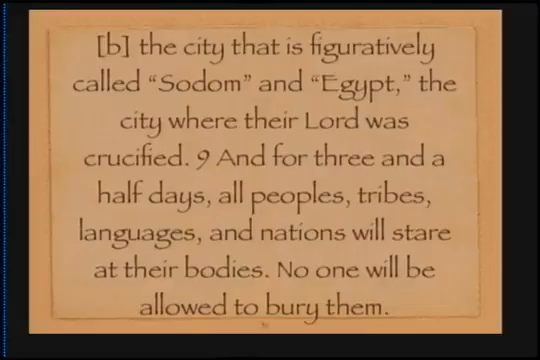 [b] the city that is figuratively
called “Sodom” and “Egypt,” the
city where their Lord was
crucified. 9 And for three and a
half days, all peoples, tribes,
languages, and nations will stare
at their bodies. No one will be
allowed to bury them.